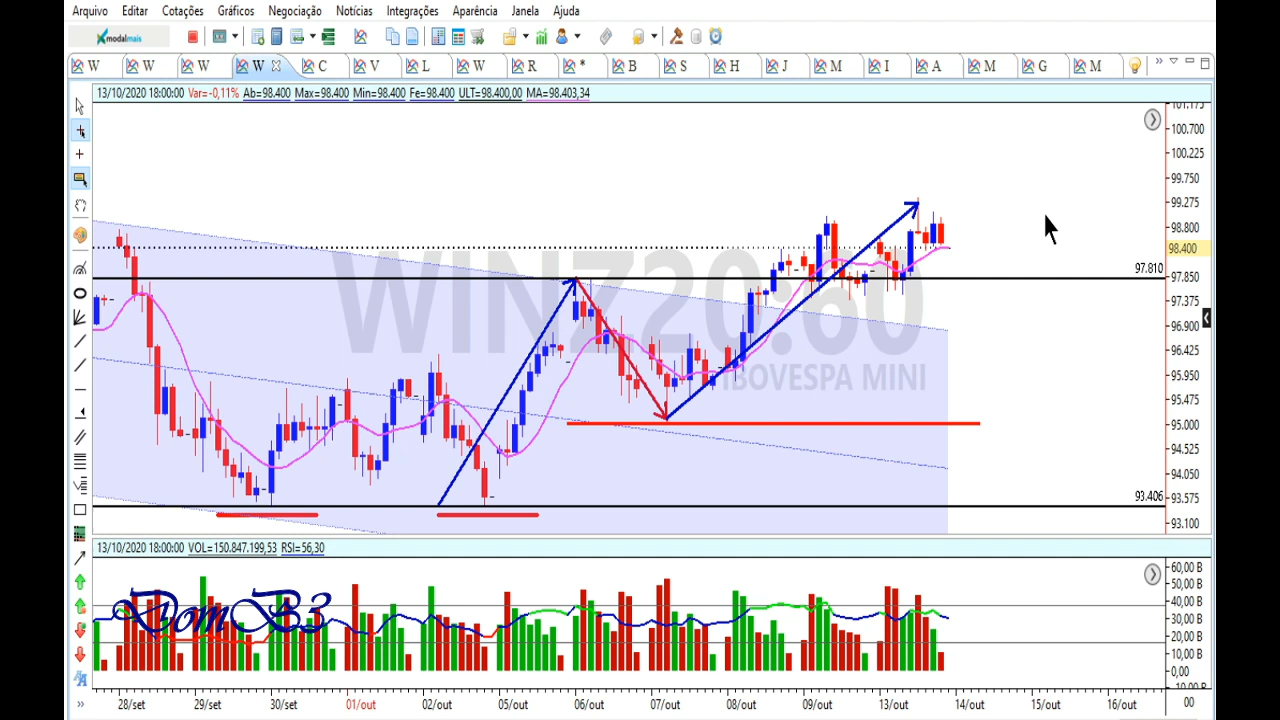 Arquivo Editar Cotações Gráficos Negociação Notícias Integrações Aparência Janela Ajuda
modalmais
W W W W C V L W R * B S H J M I A M G M
13/10/2020 18:00:00 Var=-0,11% Ab=98.400 Max=98.400 Min=98.400 Fe=98.400 ULT=98.400,00 MA=98.403,34
101.175
100.700
100.225
99.750
99.275
98.800
98.400
97.810
97.850
97.375
96.900
96.425
95.950
95.475
95.000
94.525
94.050
93.406
93.575
93.100
WINZ20:60
IBOVESPA MINI
13/10/2020 18:00:00 VOL=150.847.199,53 RSI=56,30
DomB3
60,00 B
50,00 B
40,00 B
30,00 B
20,00 B
10,00 B
0,00
-10,00 B
28/set 29/set 30/set 01/out 02/out 05/out 06/out 07/out 08/out 09/out 13/out 14/out 15/out 16/out 00